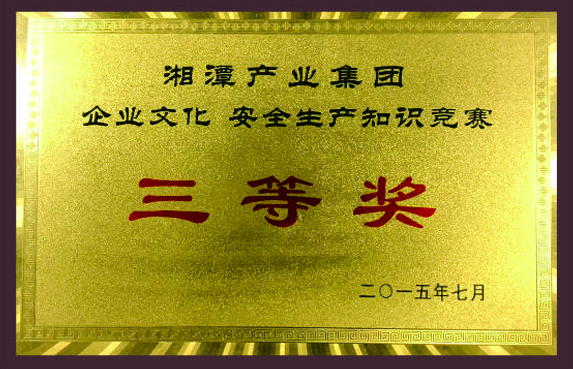 湘潭产业集团
企业文化 安全生产知识竞赛
三等奖
二〇一五年七月